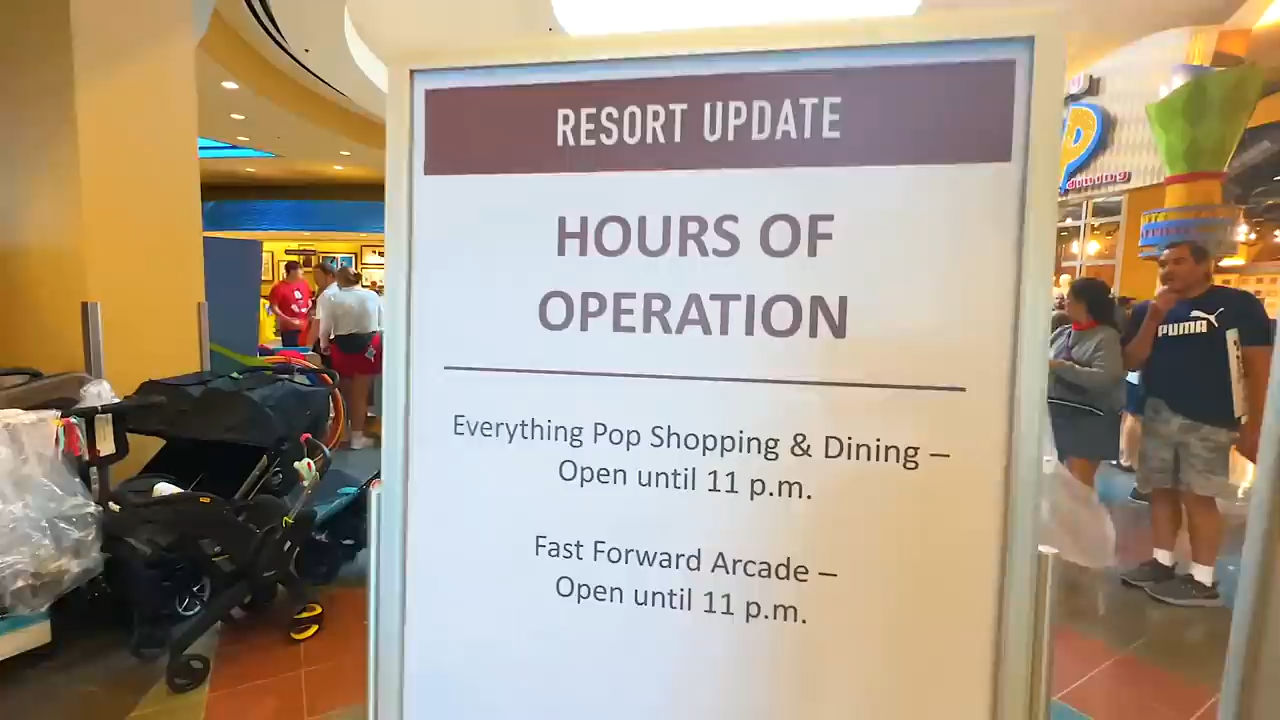 RESORT UPDATE
HOURS OF
OPERATION
Everything Pop Shopping & Dining –
Open until 11 p.m.
Fast Forward Arcade –
Open until 11 p.m.
P
dining
PUMA